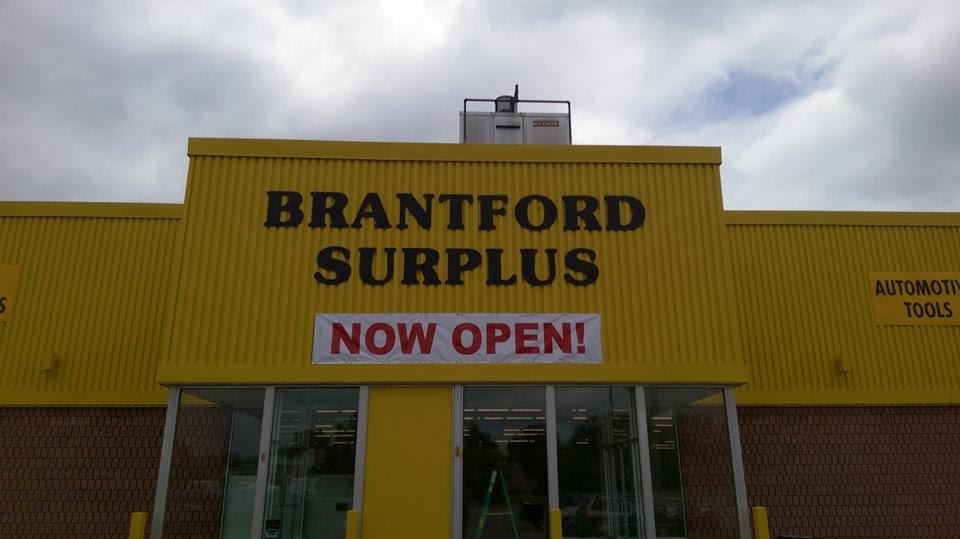 BRANTFORD
SURPLUS
NOW OPEN!
AUTOMOTIV
TOOLS
S